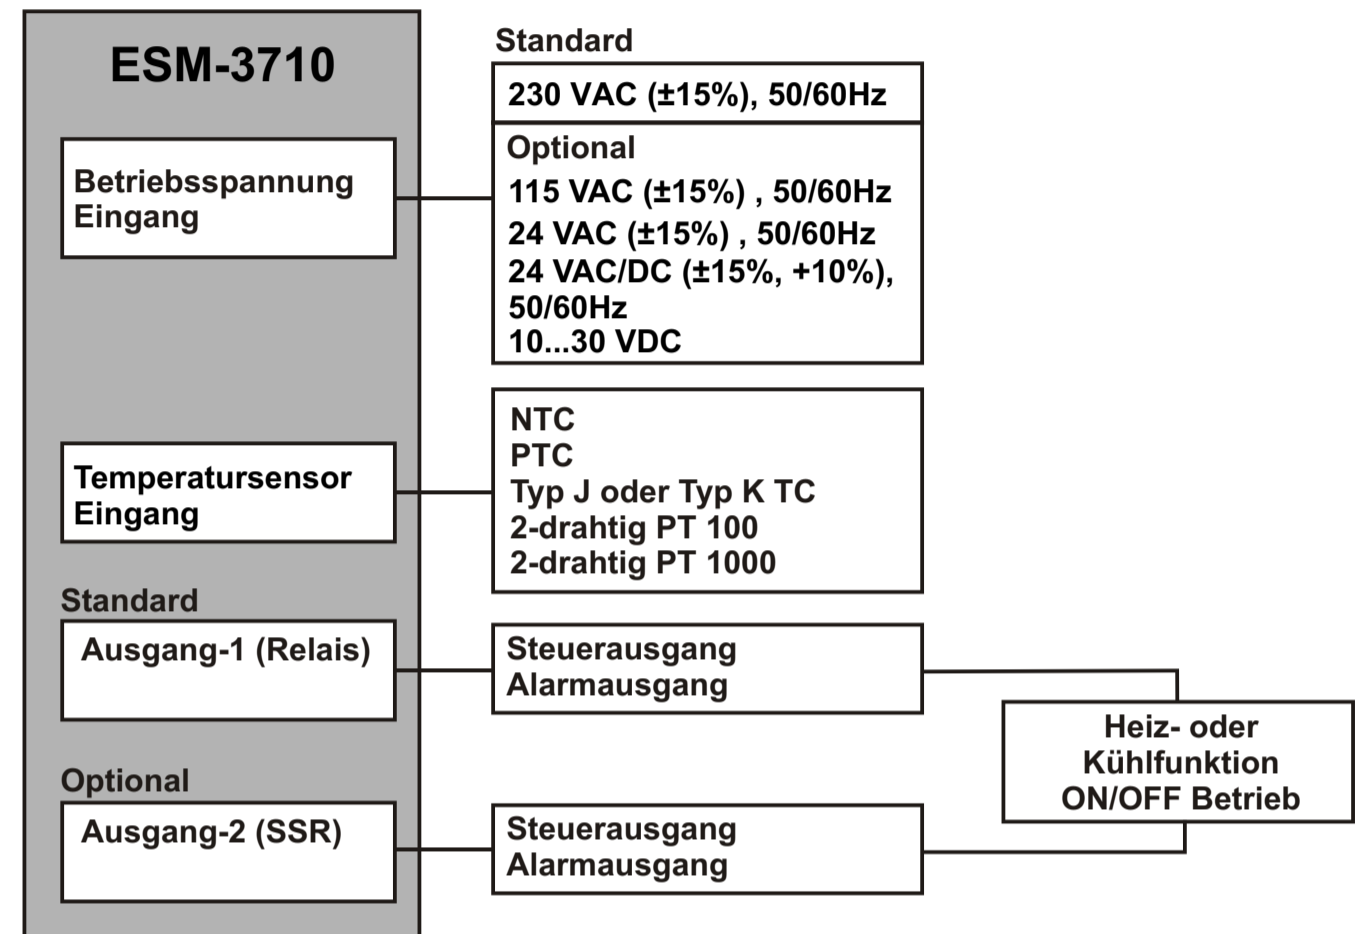 ESM-3710
Betriebsspannung
Eingang
Standard
230 VAC (±15%), 50/60Hz
Optional
115 VAC (±15%) , 50/60Hz
24 VAC (±15%) , 50/60Hz
24 VAC/DC (±15%, +10%),
50/60Hz
10...30 VDC
Temperatursensor
Eingang
NTC
PTC
Typ J oder Typ K TC
2-drahtig PT 100
2-drahtig PT 1000
Standard
Ausgang-1 (Relais)
Steuerausgang
Alarmausgang
Optional
Ausgang-2 (SSR)
Steuerausgang
Alarmausgang
Heiz- oder
Kühlfunktion
ON/OFF Betrieb